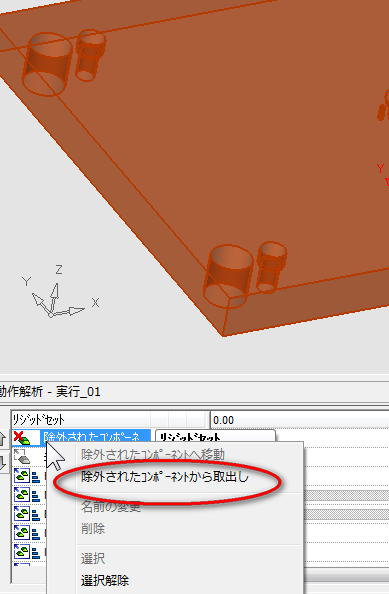 Y
Z
Y
X
動作解析 - 実行_01
ﾘｼﾞｯﾄﾞｾｯﾄ
0.00
除外されたｺﾝﾎﾟｰﾈ
ﾘｼﾞｯﾄﾞｾｯﾄ
除外されたｺﾝﾎﾟｰﾈﾝﾄへ移動
除外されたｺﾝﾎﾟｰﾈﾝﾄから取出し
名前の変更
削除
選択
選択解除